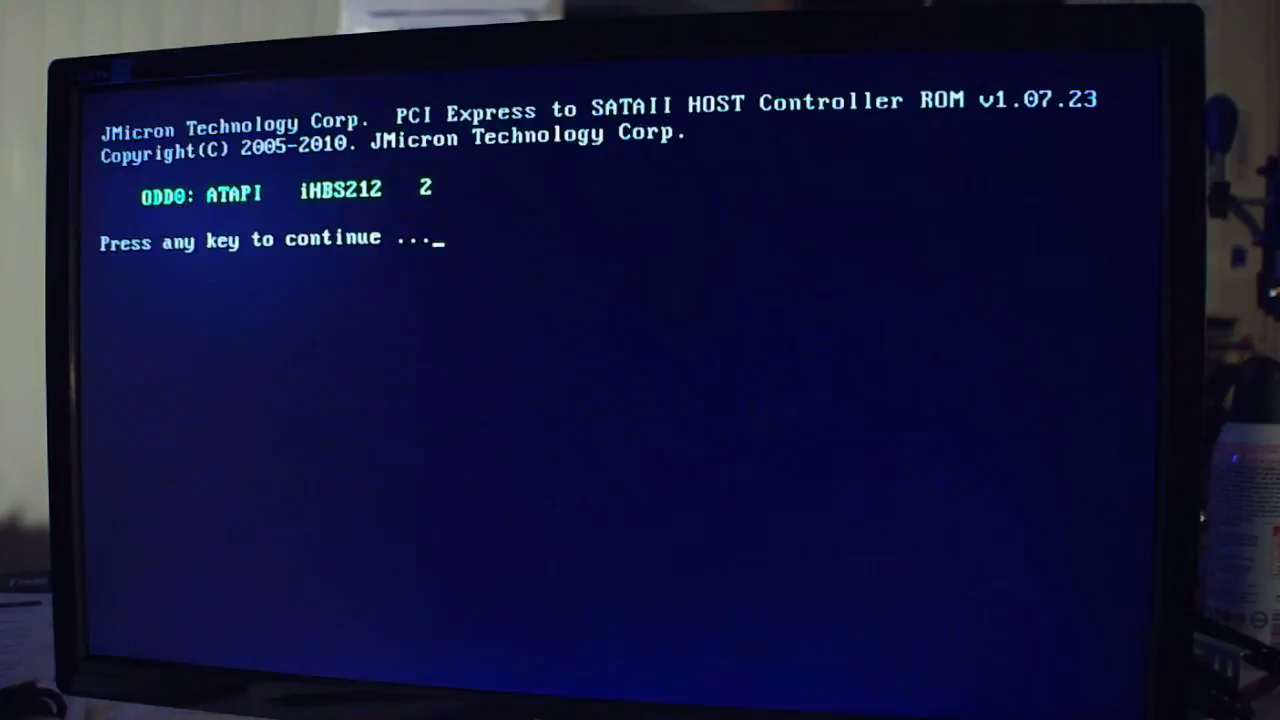 JMicron Technology Corp. PCI Express to SATAII HOST Controller ROM v1.07.23
Copyright(C) 2005-2010. JMicron Technology Corp.
ODD0: ATAPI iHBS212 2
Press any key to continue ..._